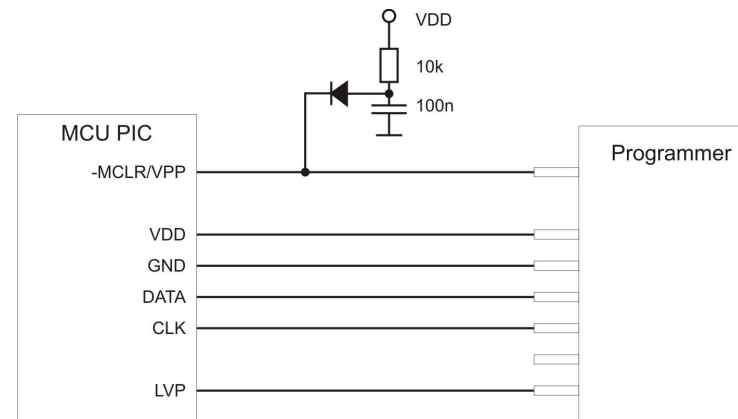 VDD
10k
100n
MCU PIC
Programmer
-MCLR/VPP
VDD
GND
DATA
CLK
LVP